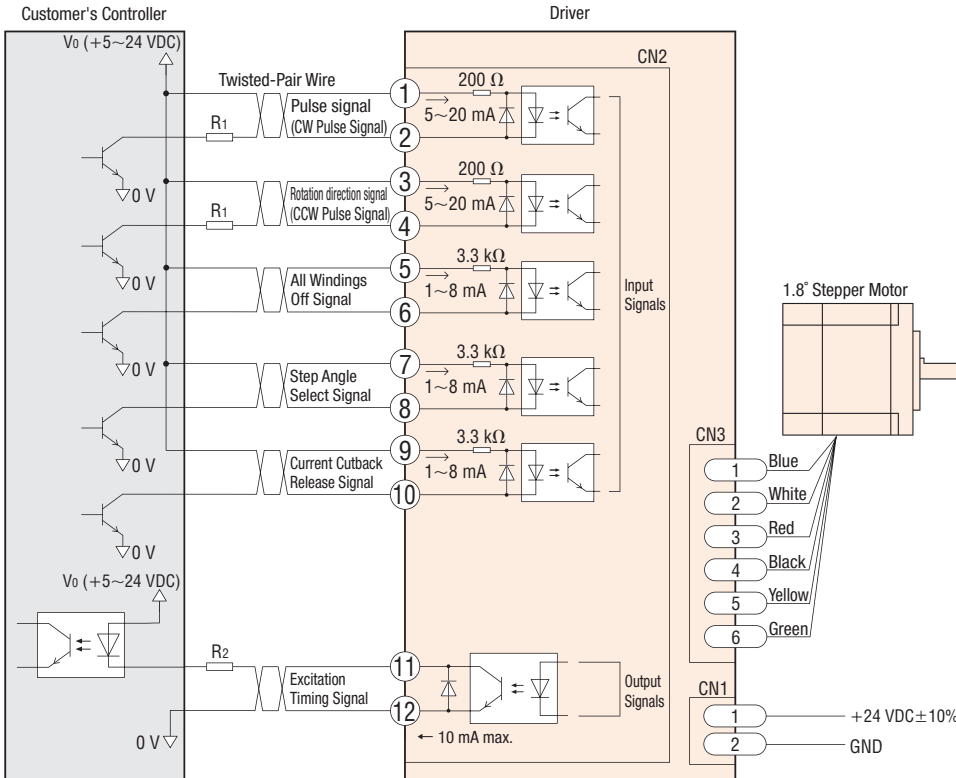 Customer's Controller
Driver
V0 (+5~24 VDC)
CN2
Twisted-Pair Wire
200 Ω
1
Pulse signal
(CW Pulse Signal)
5~20 mA
R1
2
0 V
200 Ω
3
Rotation direction signal
(CCW Pulse Signal)
5~20 mA
R1
4
0 V
3.3 kΩ
5
All Windings
Off Signal
1~8 mA
6
0 V
Input
Signals
1.8˚ Stepper Motor
3.3 kΩ
7
Step Angle
Select Signal
1~8 mA
8
0 V
3.3 kΩ
9
Current Cutback
Release Signal
1~8 mA
10
0 V
CN3
1 Blue
2 White
3 Red
4 Black
5 Yellow
6 Green
V0 (+5~24 VDC)
R2
11
Excitation
Timing Signal
12
0 V
← 10 mA max.
Output
Signals
CN1
1 +24 VDC±10%
2 GND